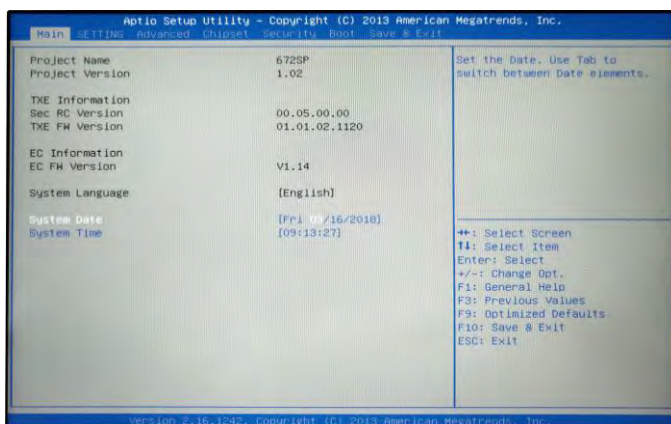 Aptio Setup Utility – Copyright (C) 2013 American Megatrends, Inc.
Main SETTING Advanced Chipset Security Boot Save & Exit
Project Name 672SP
Project Version 1.02
TXE Information
Sec RC Version 00.05.00.00
TXE FW Version 01.01.02.1120
EC Information
EC FW Version V1.14
System Language [English]
System Date [Fri 03/16/2018]
System Time [09:13:27]
Set the Date. Use Tab to
switch between Date elements.
→←: Select Screen
↑↓: Select Item
Enter: Select
+/-: Change Opt.
F1: General Help
F3: Previous Values
F9: Optimized Defaults
F10: Save & Exit
ESC: Exit
Version 2.16.1242. Copyright (C) 2013 American Megatrends, Inc.